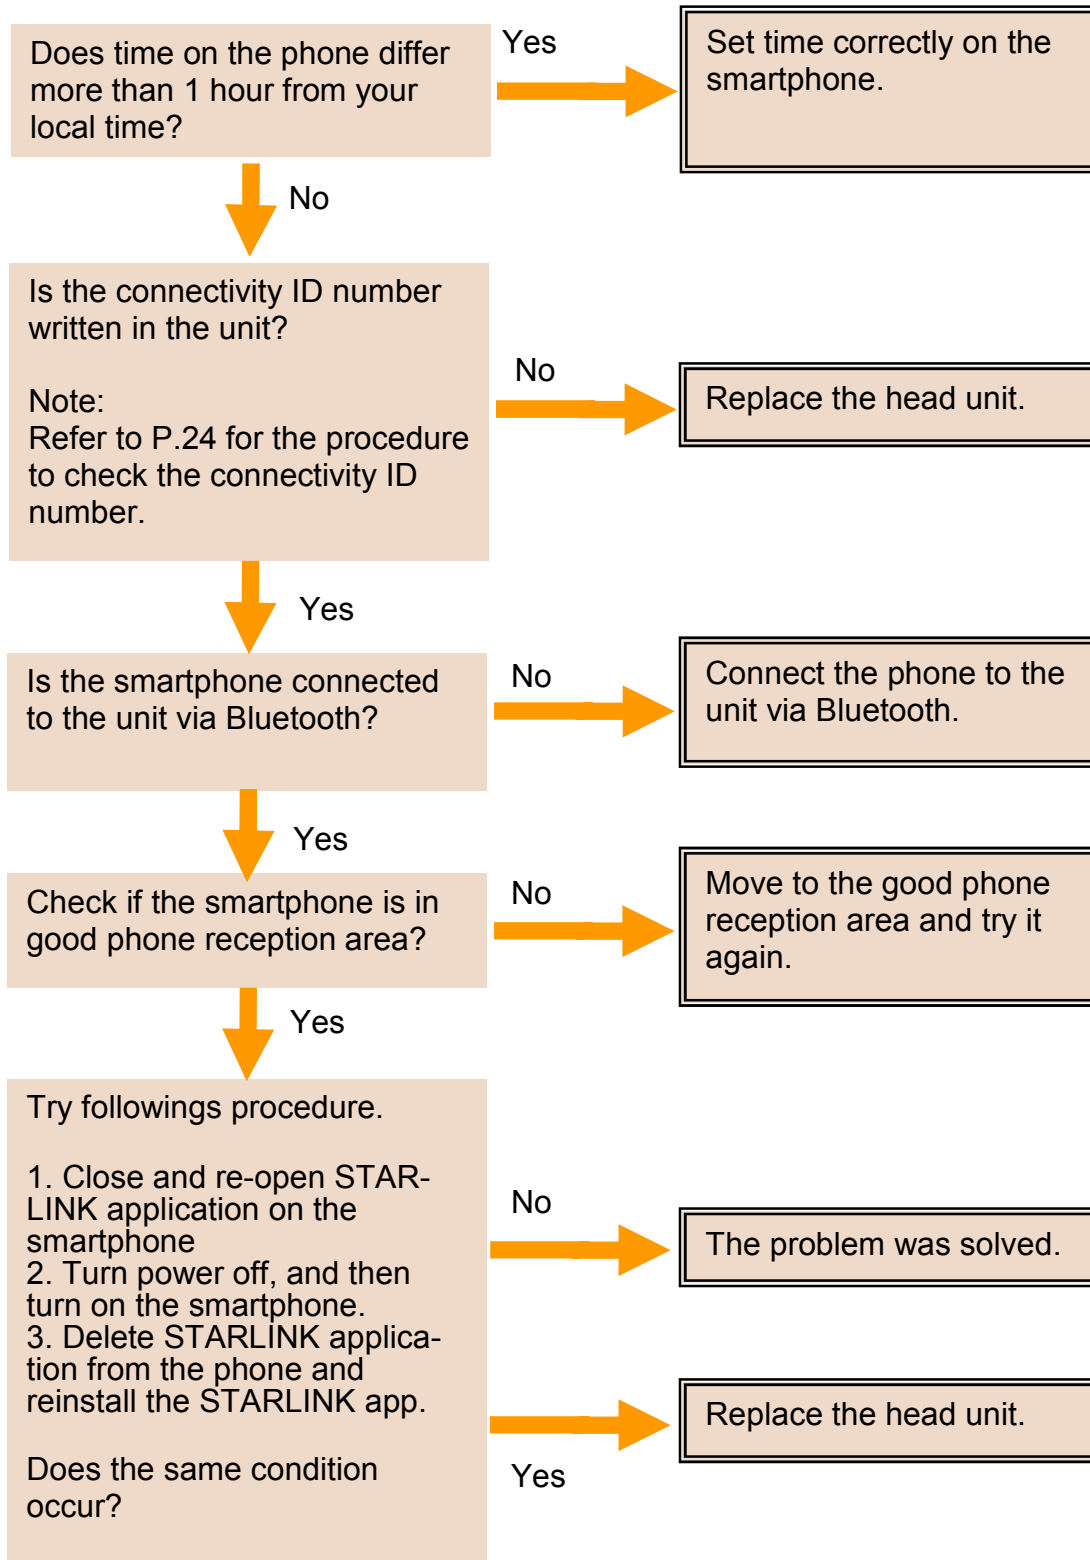 Does time on the phone differ
more than 1 hour from your
local time?
Yes
Set time correctly on the
smartphone.
No
Is the connectivity ID number
written in the unit?
Note:
Refer to P.24 for the procedure
to check the connectivity ID
number.
No
Replace the head unit.
Yes
Is the smartphone connected
to the unit via Bluetooth?
No
Connect the phone to the
unit via Bluetooth.
Yes
Check if the smartphone is in
good phone reception area?
No
Move to the good phone
reception area and try it
again.
Yes
Try followings procedure.
1. Close and re-open STAR-
LINK application on the
smartphone
2. Turn power off, and then
turn on the smartphone.
3. Delete STARLINK applica-
tion from the phone and
reinstall the STARLINK app.
Does the same condition
occur?
No
The problem was solved.
Yes
Replace the head unit.